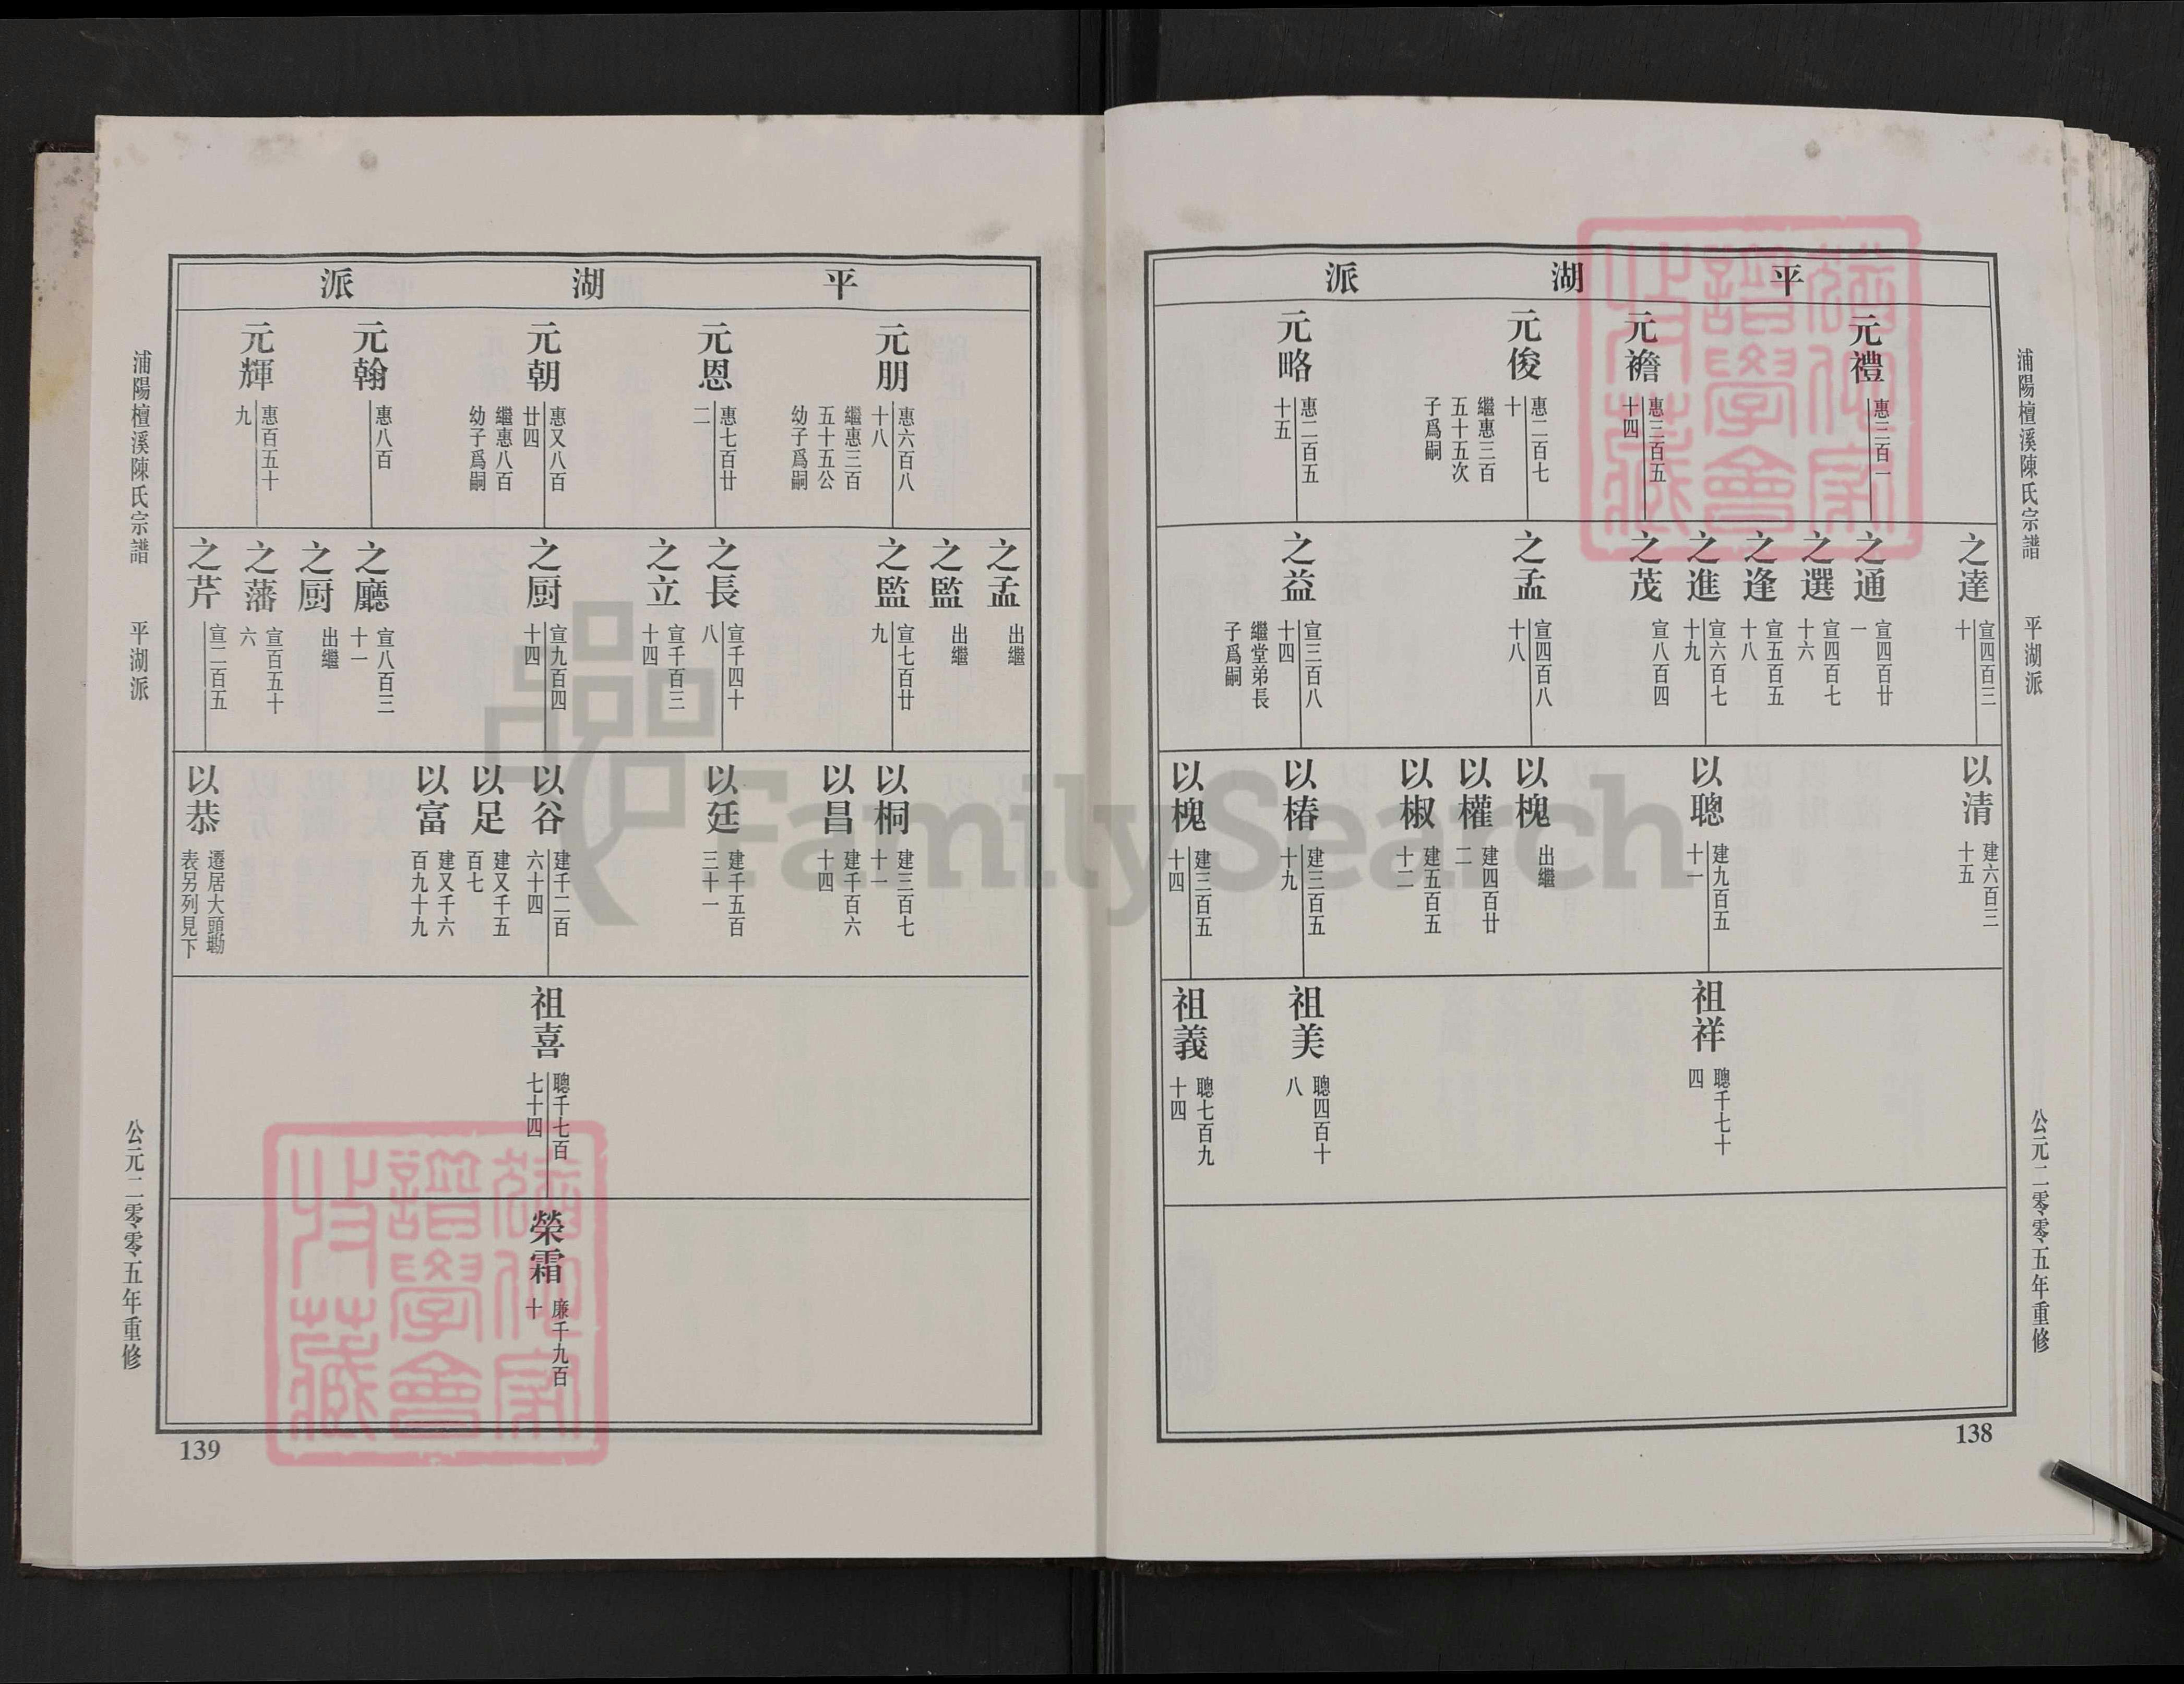 浦陽檀溪陳氏宗譜 平湖派 公元二零零五年重修
平湖派
元禮 惠三百一
元襜 惠三百五十四
元俊 惠二百七十 繼惠三百五十五次子爲嗣
元略 惠二百五十五
之達 宣四百三十
之通 宣四百廿一
之選 宣四百七十六
之逢 宣五百五十八
之進 宣六百七十九
之茂 宣八百四
之孟 宣四百八十八
之益 宣三百八十四 繼堂弟長子爲嗣
以清 建六百三十五
以聰 建九百五十一
以槐 出繼
以權 建四百廿二
以椒 建五百五十二
以椿 建三百五十九
以槐 建三百五十四
祖祥 聰千七十四
祖美 聰四百十八
祖義 聰七百九十四
138
平湖派
元朋 惠六百八十八 繼惠三百五十五公幼子爲嗣
元恩 惠七百廿二
元朝 惠又八百廿四 繼惠八百幼子爲嗣
元翰 惠八百
元輝 惠百五十九
之孟 出繼
之監 出繼
之監 宣七百廿九
之長 宣千四十八
之立 宣千百三十四
之厨 宣九百四十四
之廳 宣八百三十一
之厨 出繼
之藩 宣百五十六
之芹 宣二百五
以桐 建三百七十一
以昌 建千百六十四
以廷 建千五百三十一
以谷 建千二百六十四
以足 建又千五百七
以富 建又千六百九十九
以恭 遷居大頭㘭表另列見下
祖喜 聰千七百七十四
榮霜 廉千九百十
浦陽檀溪陳氏宗譜 平湖派 公元二零零五年重修
139
FamilySearch